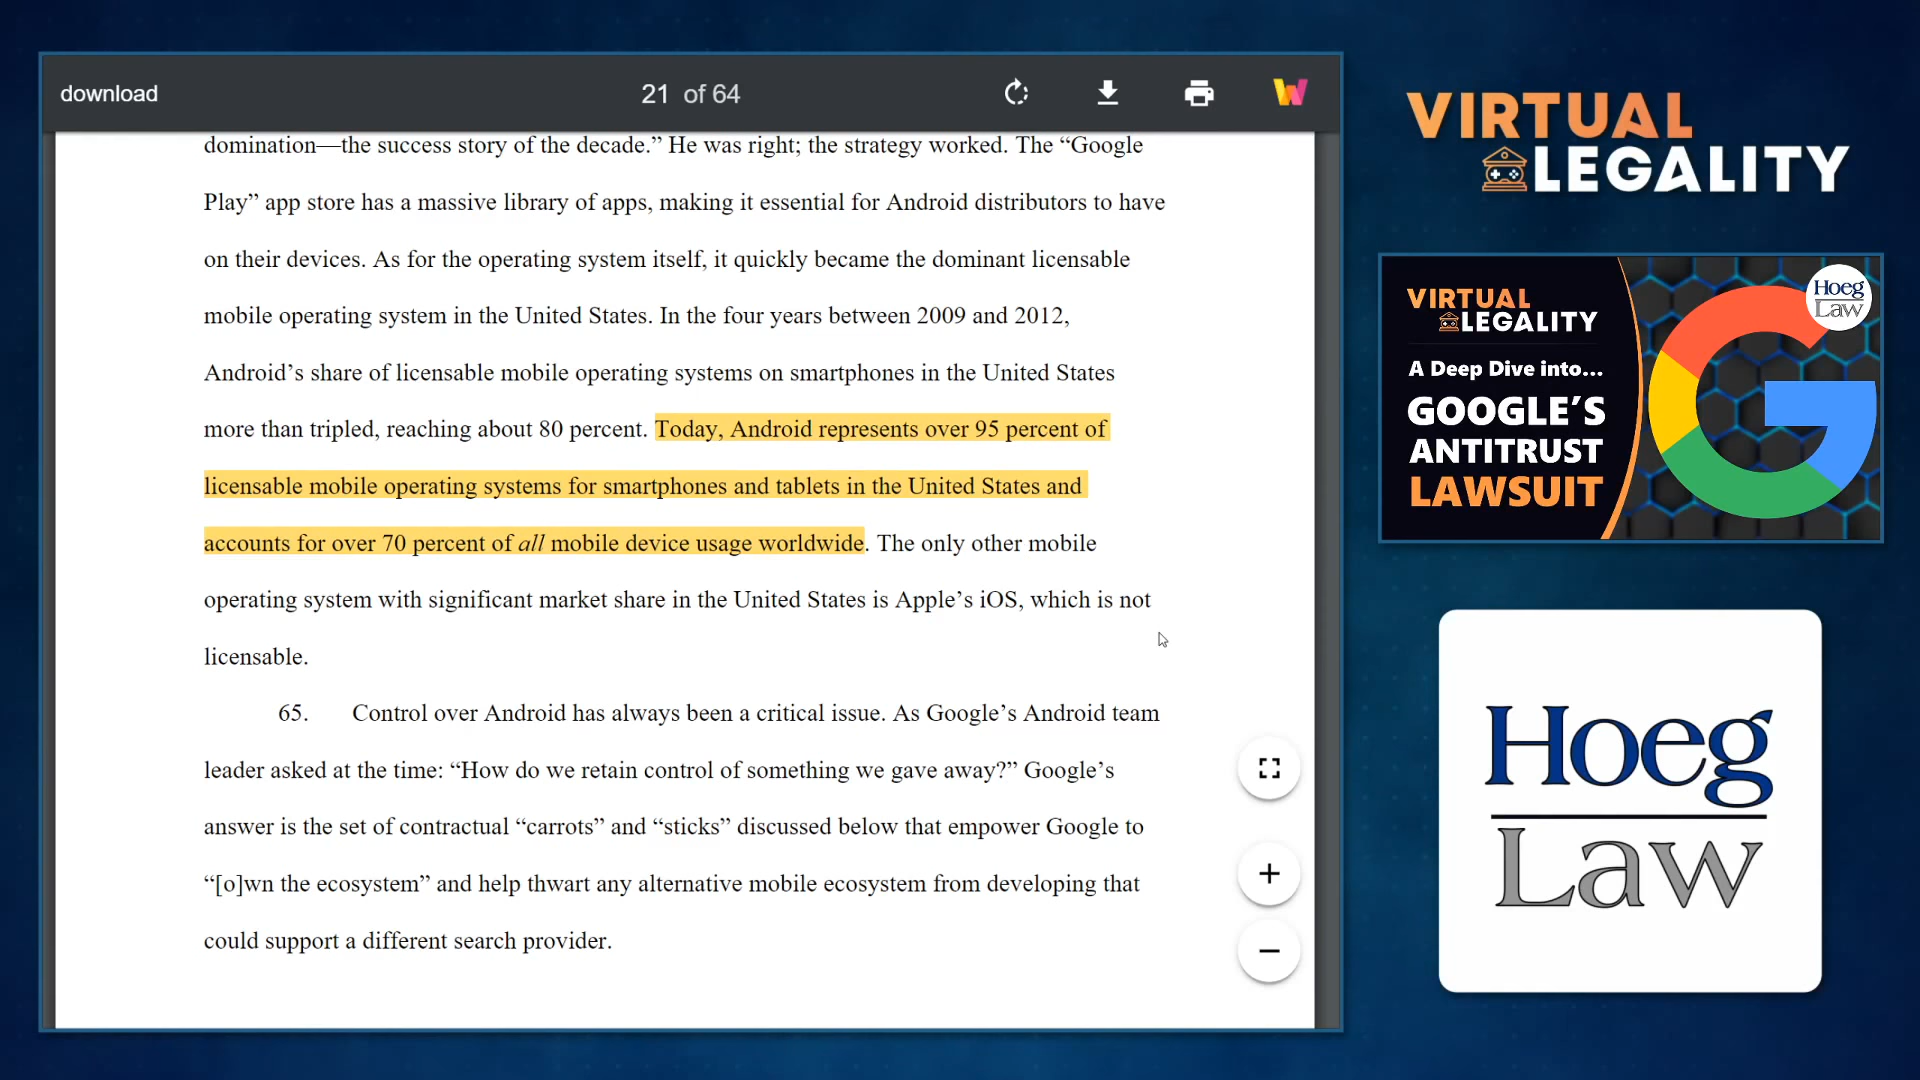 download
21 of 64
domination—the success story of the decade.” He was right; the strategy worked. The “Google
Play” app store has a massive library of apps, making it essential for Android distributors to have
on their devices. As for the operating system itself, it quickly became the dominant licensable
mobile operating system in the United States. In the four years between 2009 and 2012,
Android’s share of licensable mobile operating systems on smartphones in the United States
more than tripled, reaching about 80 percent. Today, Android represents over 95 percent of
licensable mobile operating systems for smartphones and tablets in the United States and
accounts for over 70 percent of all mobile device usage worldwide. The only other mobile
operating system with significant market share in the United States is Apple’s iOS, which is not
licensable.
65. Control over Android has always been a critical issue. As Google’s Android team
leader asked at the time: “How do we retain control of something we gave away?” Google’s
answer is the set of contractual “carrots” and “sticks” discussed below that empower Google to
“[o]wn the ecosystem” and help thwart any alternative mobile ecosystem from developing that
could support a different search provider.
VIRTUAL
LEGALITY
VIRTUAL
LEGALITY
A Deep Dive into...
GOOGLE’S
ANTITRUST
LAWSUIT
Hoeg
Law
Hoeg
Law